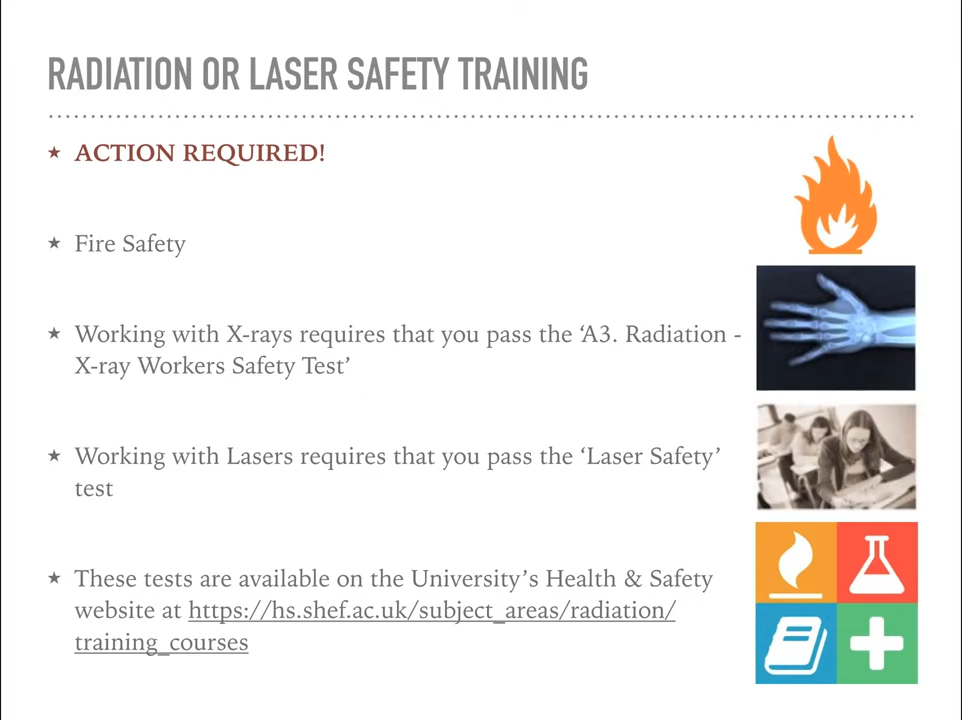 RADIATION OR LASER SAFETY TRAINING
★ ACTION REQUIRED!
★ Fire Safety
★ Working with X-rays requires that you pass the ‘A3. Radiation -
X-ray Workers Safety Test’
★ Working with Lasers requires that you pass the ‘Laser Safety’
test
★ These tests are available on the University’s Health & Safety
website at https://hs.shef.ac.uk/subject_areas/radiation/
training_courses